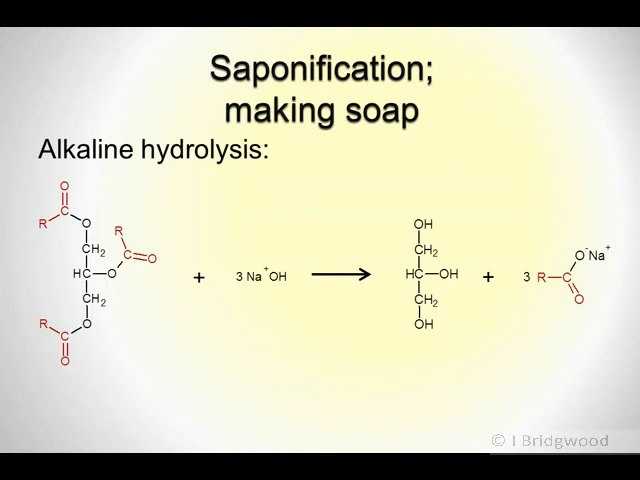 Saponification;
making soap
Alkaline hydrolysis:
O
R C O
CH2 R
C O
HC O
CH2
R C O
O
+ 3 Na+OH
OH
CH2
HC OH
CH2
OH
+ 3 R C O-Na+
O
© I Bridgwood